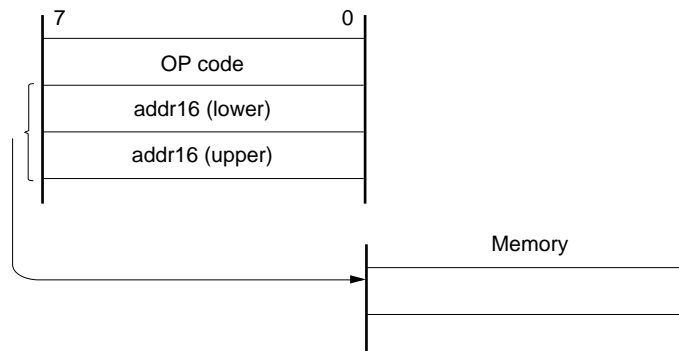 7 0
OP code
addr16 (lower)
addr16 (upper)
Memory